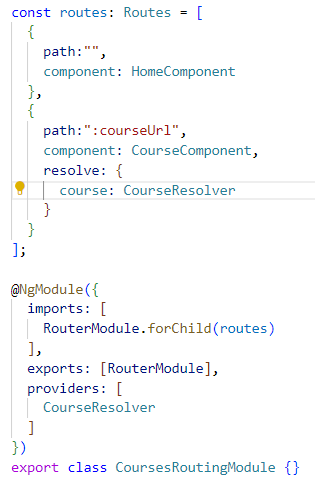 const routes: Routes = [
  {
    path:"",
    component: HomeComponent
  },
  {
    path:":courseUrl",
    component: CourseComponent,
    resolve: {
      course: CourseResolver
    }
  }
];

@NgModule({
  imports: [
    RouterModule.forChild(routes)
  ],
  exports: [RouterModule],
  providers: [
    CourseResolver
  ]
})
export class CoursesRoutingModule {}